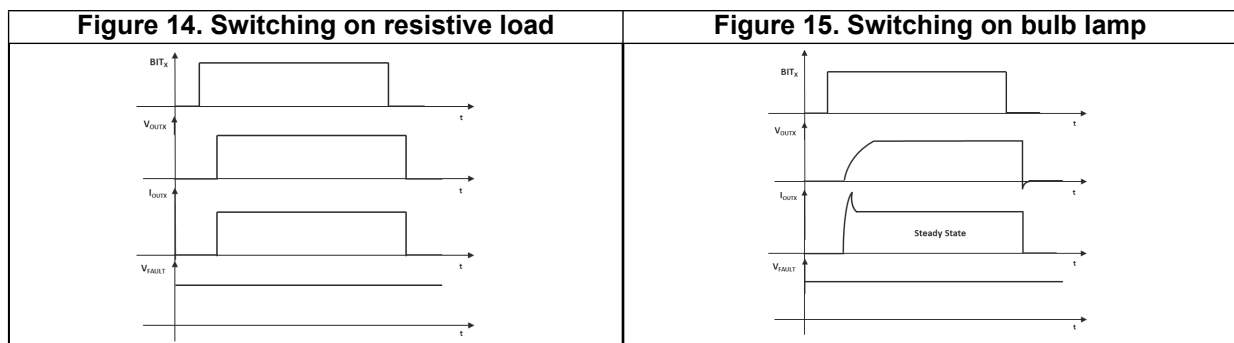 Figure 14. Switching on resistive load
BITX
t
VOUTX
t
IOUTX
t
VFAULT
t
Figure 15. Switching on bulb lamp
BITX
t
VOUTX
t
IOUTX
Steady State
t
VFAULT
t